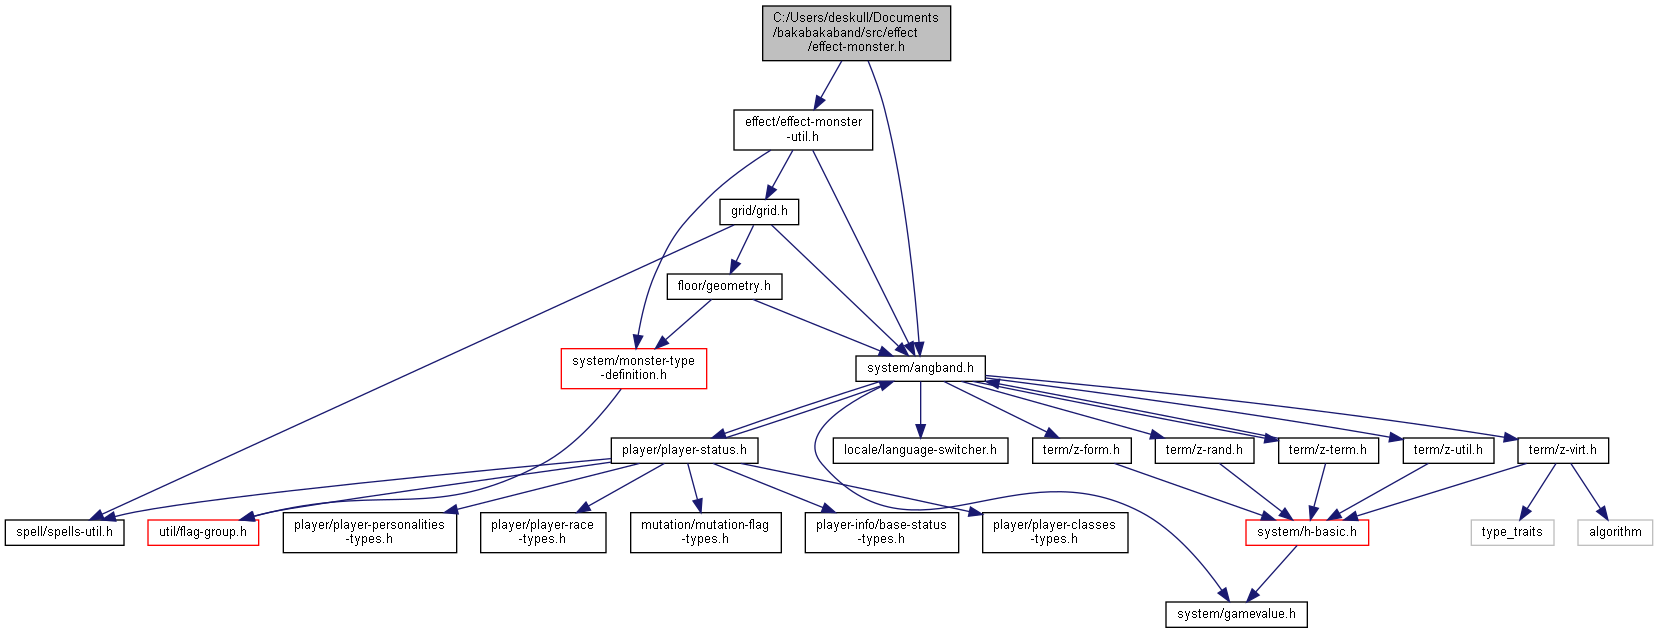 C:/Users/deskull/Documents
/bakabakaband/src/effect
/effect-monster.h
effect/effect-monster
-util.h
grid/grid.h
floor/geometry.h
system/monster-type
-definition.h
system/angband.h
player/player-status.h
locale/language-switcher.h
term/z-form.h
term/z-rand.h
term/z-term.h
term/z-util.h
term/z-virt.h
spell/spells-util.h
util/flag-group.h
player/player-personalities
-types.h
player/player-race
-types.h
mutation/mutation-flag
-types.h
player-info/base-status
-types.h
player/player-classes
-types.h
system/h-basic.h
type_traits
algorithm
system/gamevalue.h